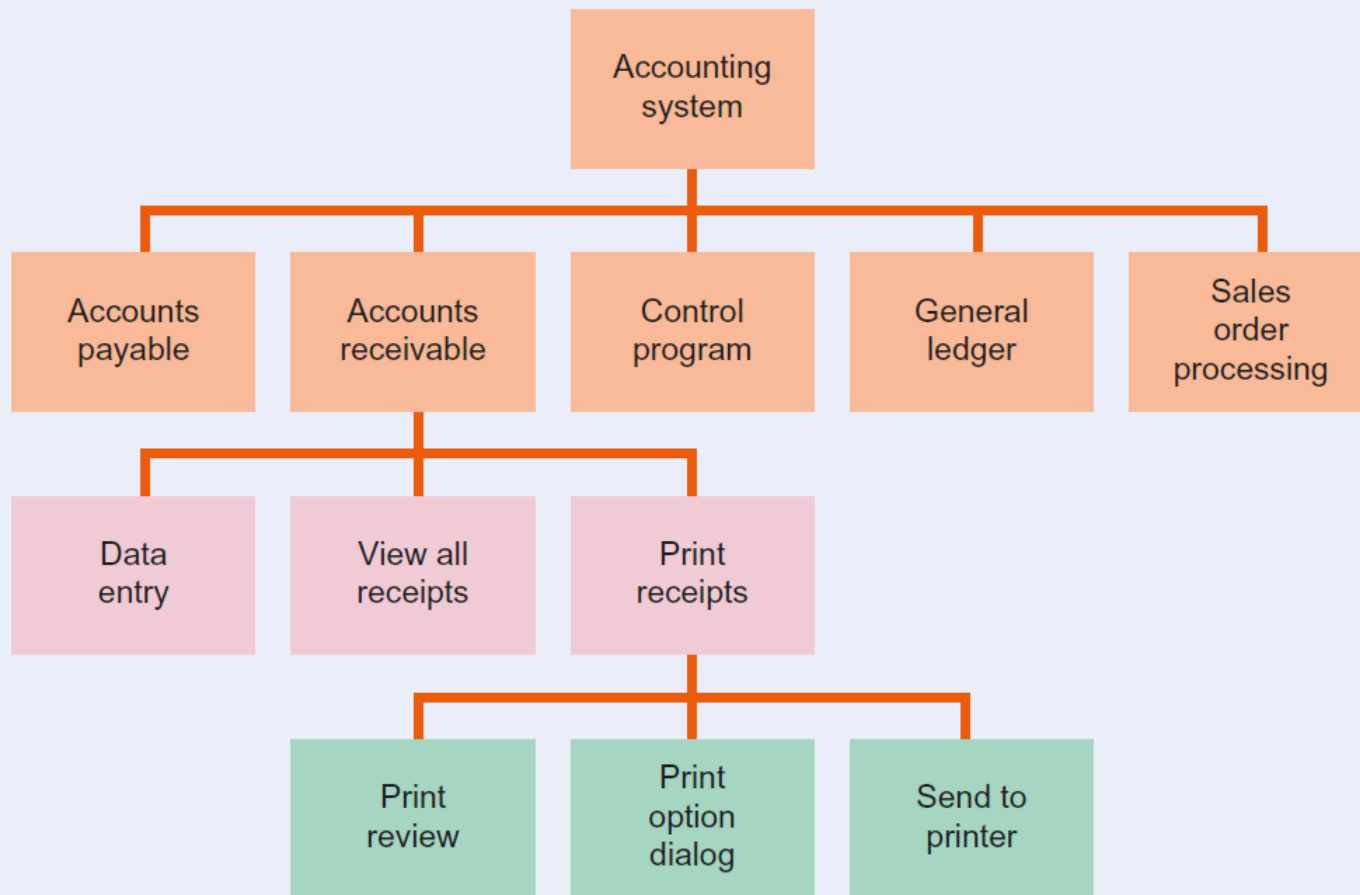 Accounting
system
Accounts
payable
Accounts
receivable
Control
program
General
ledger
Sales
order
processing
Data
entry
View all
receipts
Print
receipts
Print
review
Print
option
dialog
Send to
printer